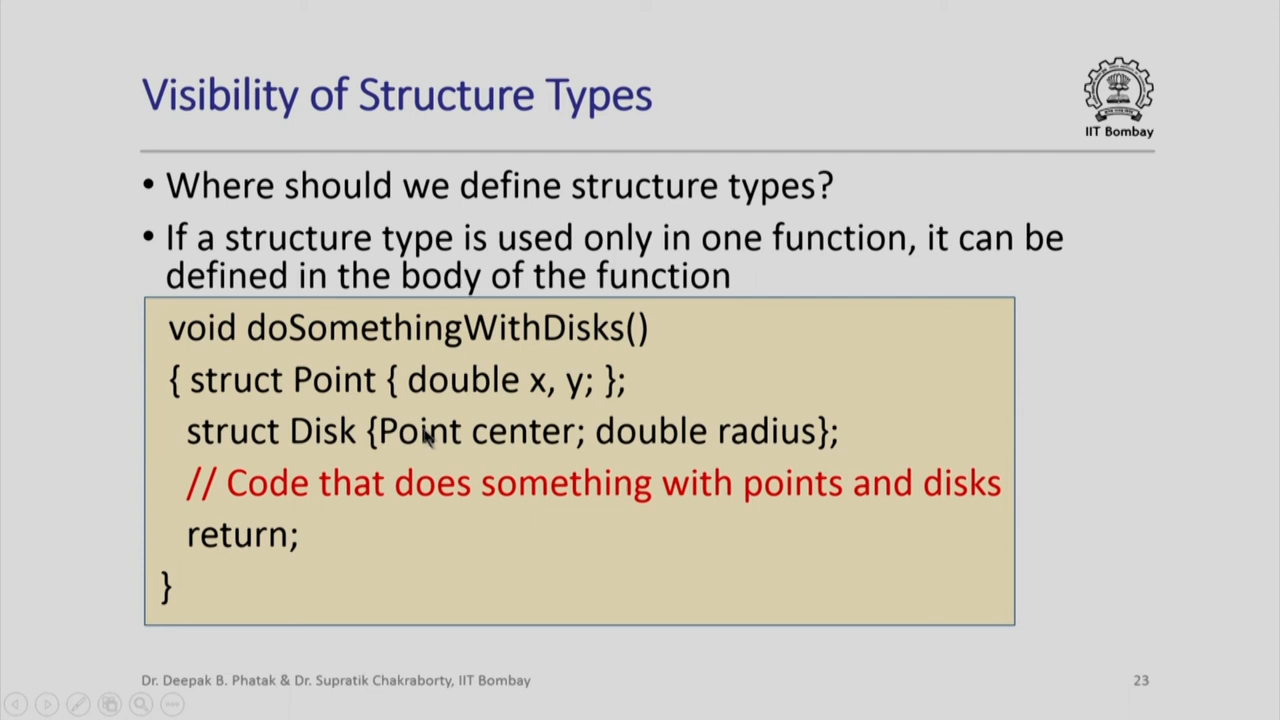 Visibility of Structure Types
IIT Bombay
• Where should we define structure types?
• If a structure type is used only in one function, it can be
defined in the body of the function
void doSomethingWithDisks()
{ struct Point { double x, y; };
struct Disk {Point center; double radius};
// Code that does something with points and disks
return;
}
Dr. Deepak B. Phatak & Dr. Supratik Chakraborty, IIT Bombay
23